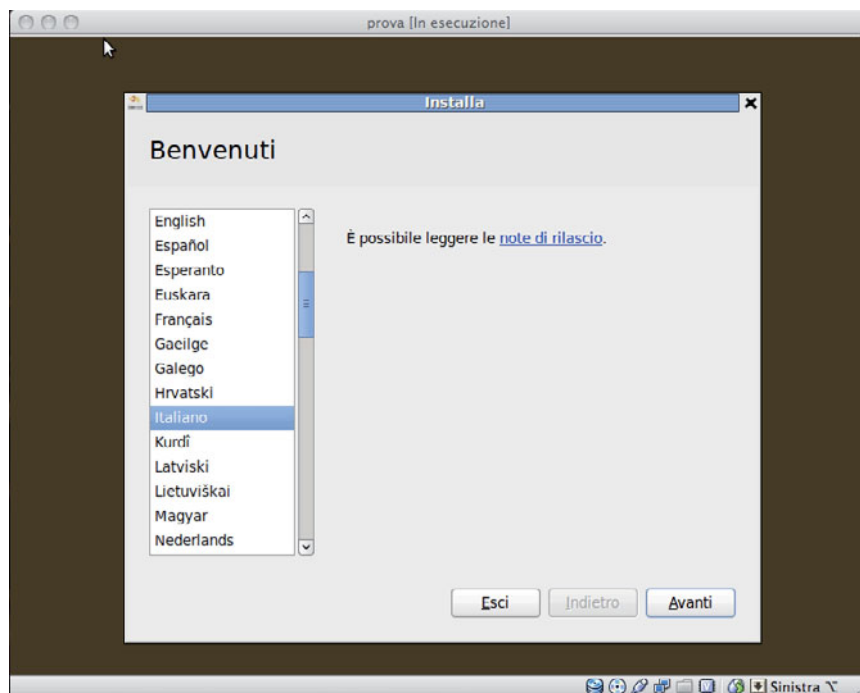 prova [In esecuzione]
Installa
Benvenuti
English
Español
Esperanto
Euskara
Français
Gaeilge
Galego
Hrvatski
Italiano
Kurdî
Latviski
Lietuviškai
Magyar
Nederlands
È possibile leggere le note di rilascio.
Esci Indietro Avanti
Sinistra ⌥